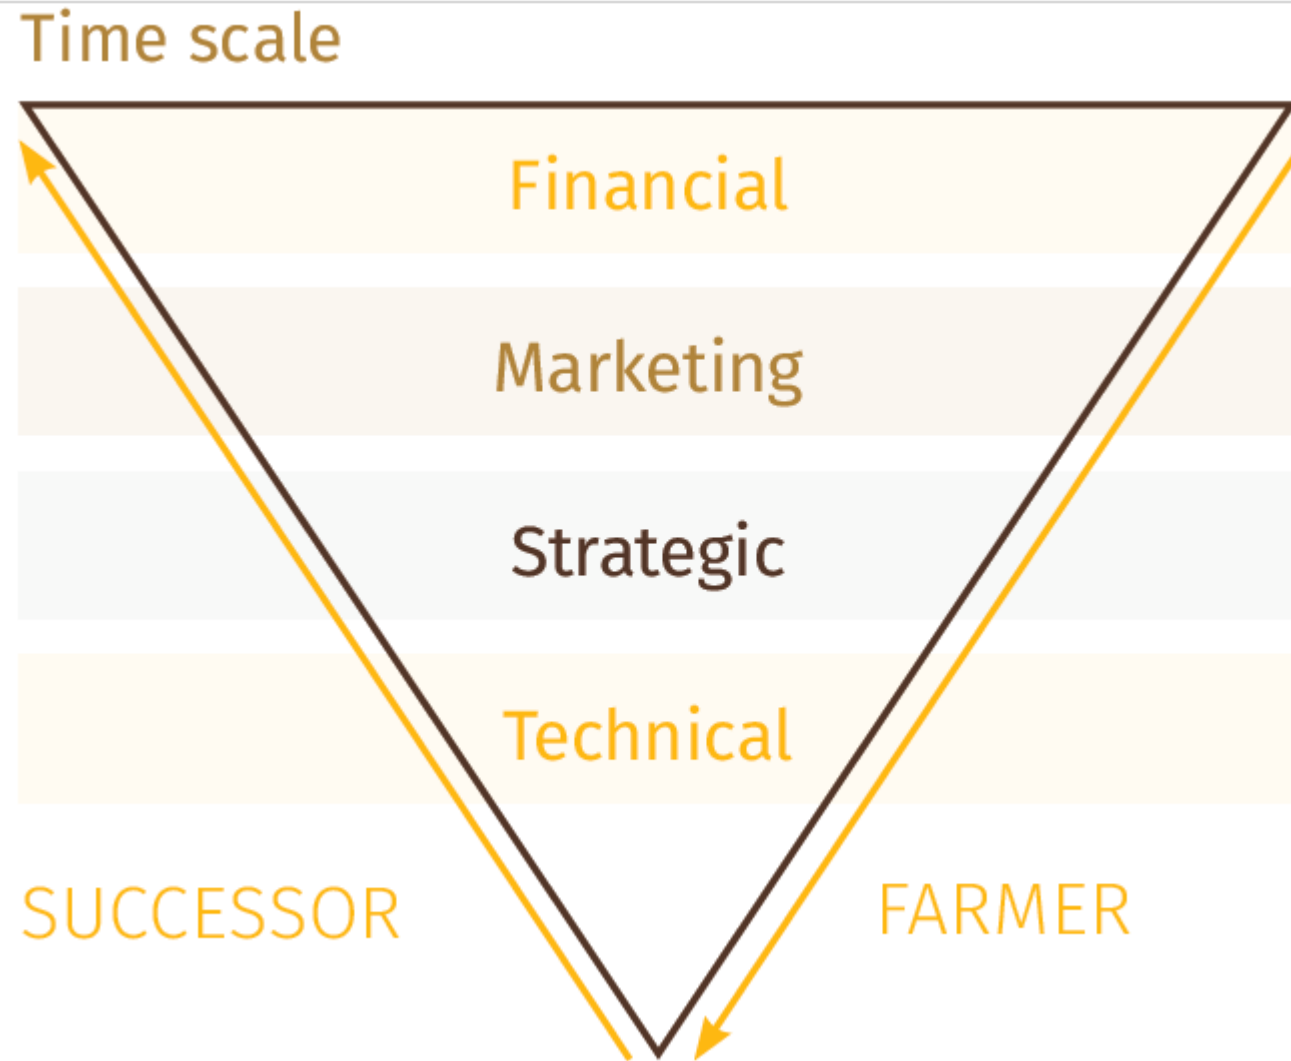 Time scale
Financial
Marketing
Strategic
Technical
SUCCESSOR
FARMER